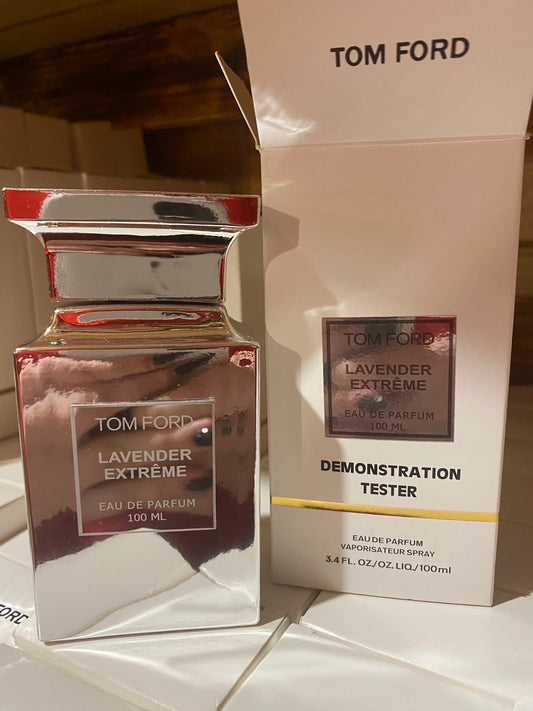 TOM FORD
TOM FORD
LAVENDER
EXTRÊME
EAU DE PARFUM
100 ML
DEMONSTRATION
TESTER
EAU DE PARFUM
VAPORISATEUR SPRAY
3.4 FL. OZ./OZ. LIQ./100ml
TOM FORD
LAVENDER
EXTRÊME
EAU DE PARFUM
100 ML
FORD